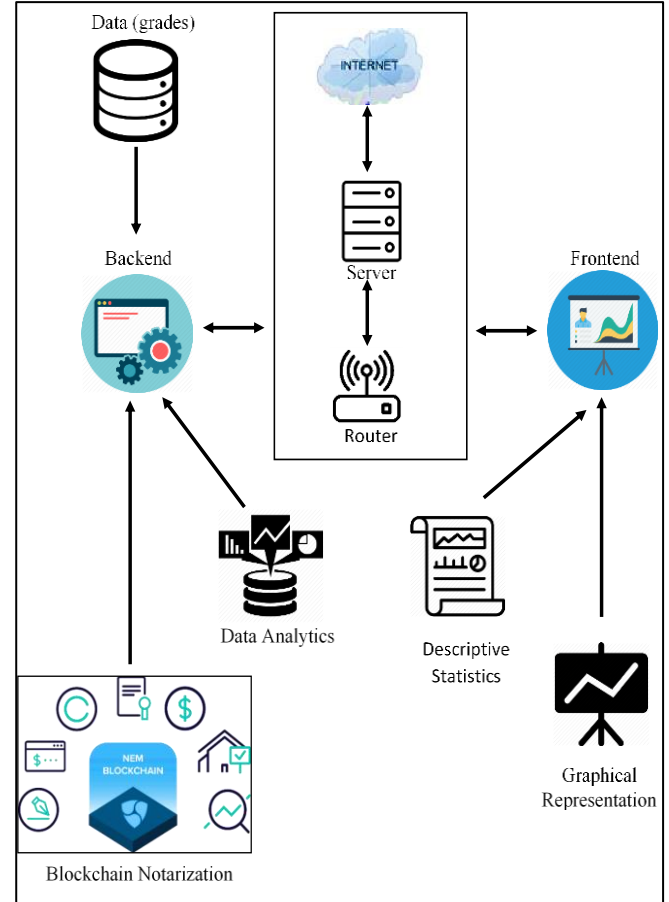 Data (grades)
INTERNET
Server
Backend
Frontend
Router
Data Analytics
Descriptive
Statistics
$...
$
NEM
BLOCKCHAIN
Graphical
Representation
Blockchain Notarization